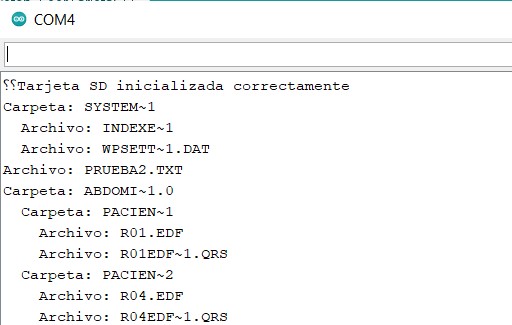 COM4
⸮⸮Tarjeta SD inicializada correctamente
Carpeta: SYSTEM~1
Archivo: INDEXE~1
Archivo: WPSETT~1.DAT
Archivo: PRUEBA2.TXT
Carpeta: ABDOMI~1.0
Carpeta: PACIEN~1
Archivo: R01.EDF
Archivo: R01EDF~1.QRS
Carpeta: PACIEN~2
Archivo: R04.EDF
Archivo: R04EDF~1.QRS